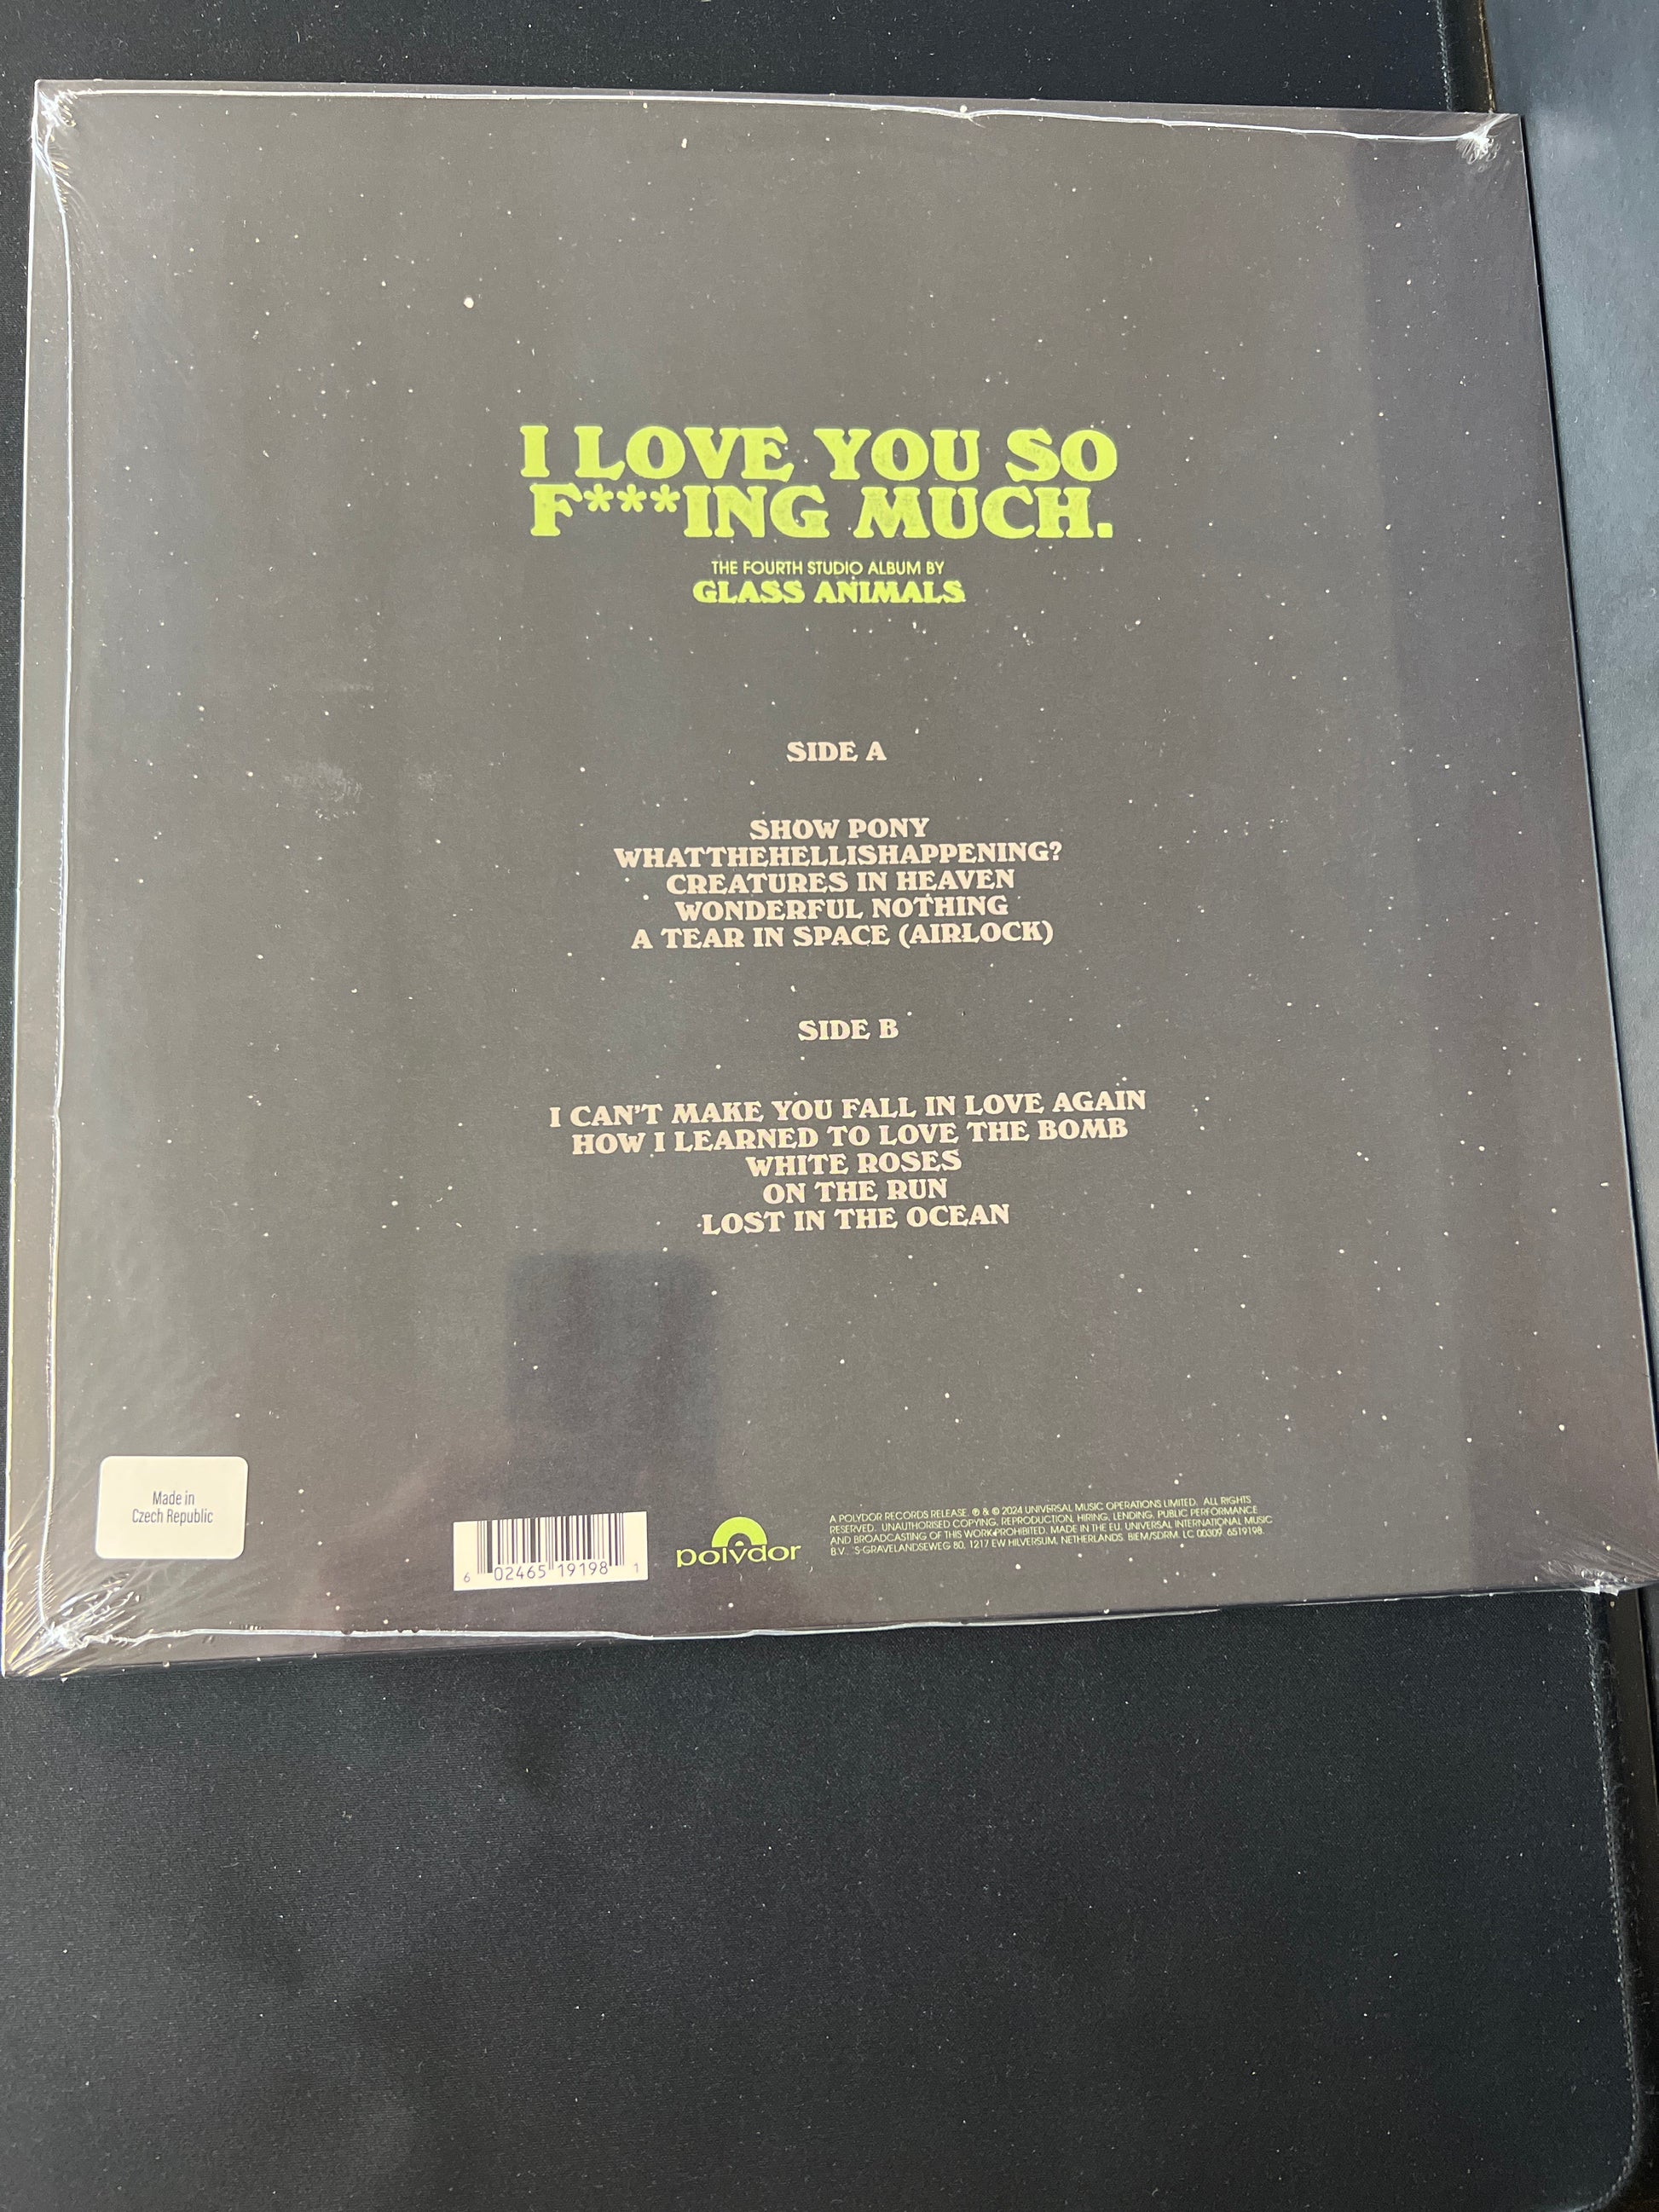 I LOVE YOU SO
F***ING MUCH.
THE FOURTH STUDIO ALBUM BY
GLASS ANIMALS
SIDE A
SHOW PONY
WHATTHEHELLISHAPPENING?
CREATURES IN HEAVEN
WONDERFUL NOTHING
A TEAR IN SPACE (AIRLOCK)
SIDE B
I CAN'T MAKE YOU FALL IN LOVE AGAIN
HOW I LEARNED TO LOVE THE BOMB
WHITE ROSES
ON THE RUN
LOST IN THE OCEAN
Made in
Czech Republic
6 02465 19198 1
polydor
A POLYDOR RECORDS RELEASE. ℗ & © 2024 UNIVERSAL MUSIC OPERATIONS LIMITED. ALL RIGHTS
RESERVED. UNAUTHORISED COPYING, REPRODUCTION, HIRING, LENDING, PUBLIC PERFORMANCE
AND BROADCASTING OF THIS WORK PROHIBITED. MADE IN THE EU. UNIVERSAL INTERNATIONAL MUSIC
B.V., 'S-GRAVELANDSEWEG 80, 1217 EW HILVERSUM, NETHERLANDS. BIEM/SDRM. LC 00309. 6519198.